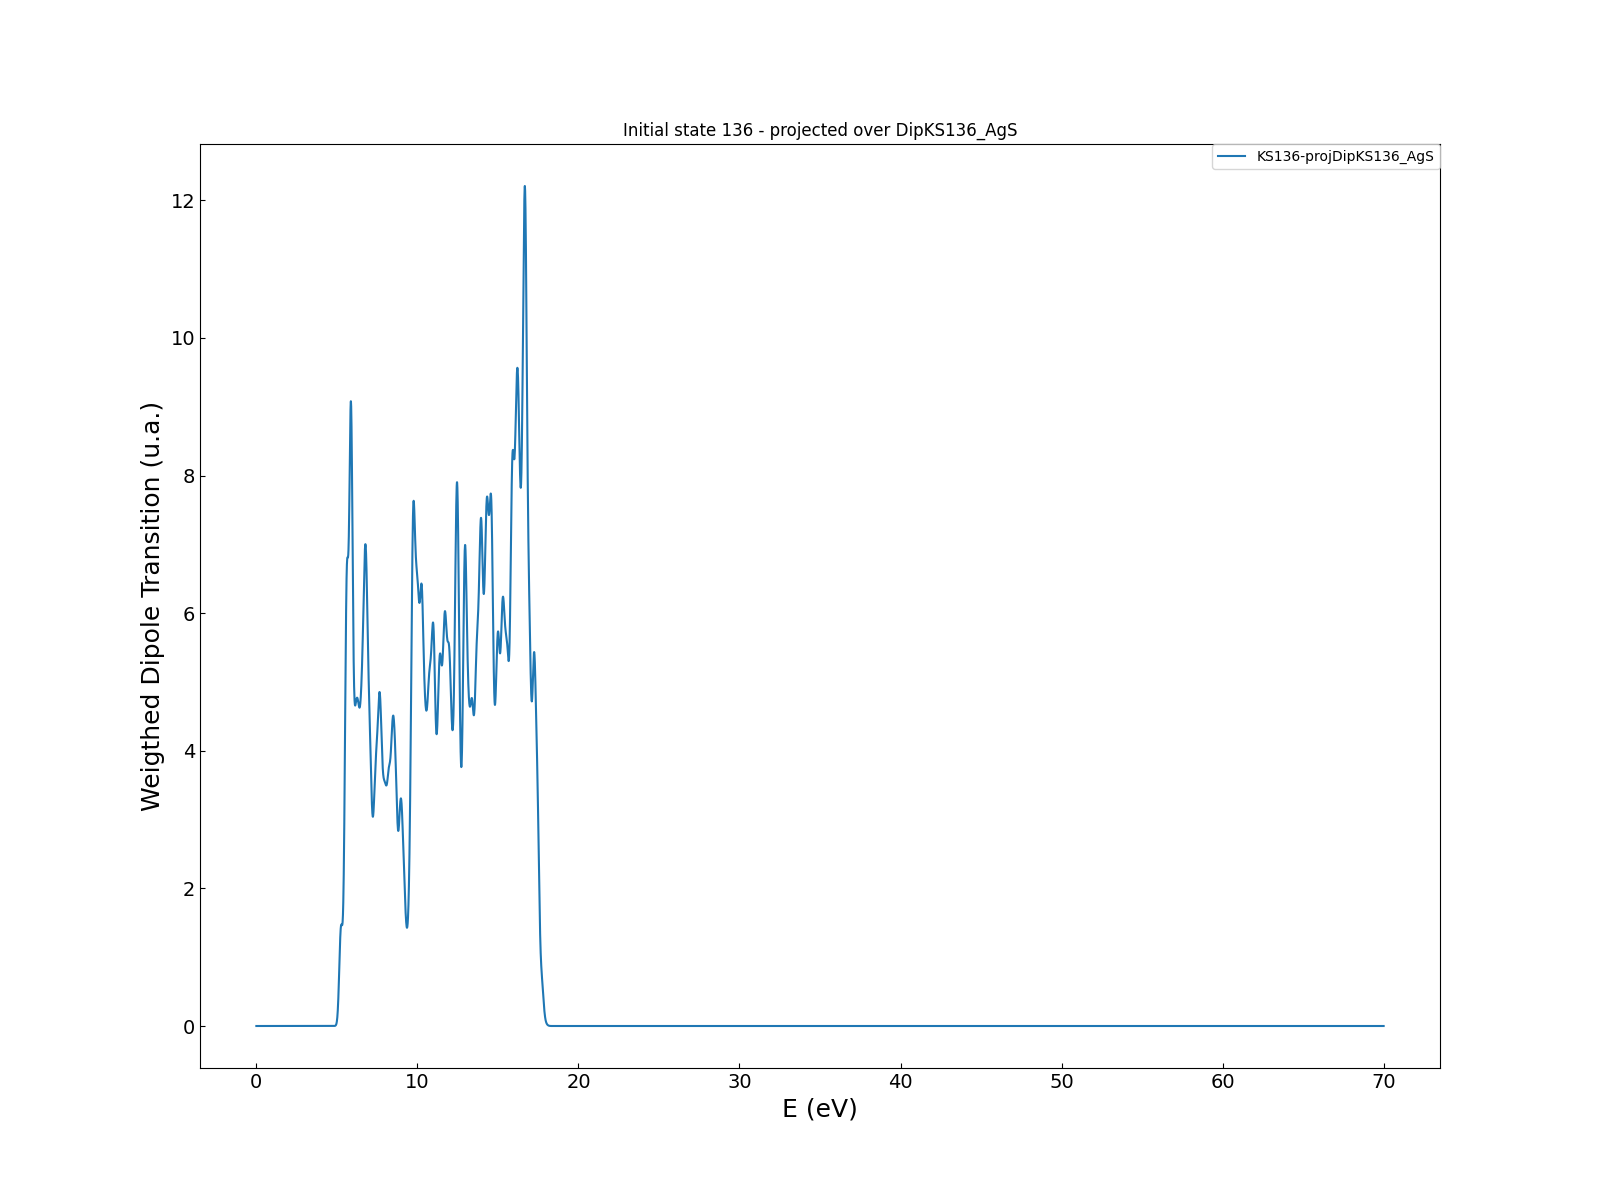 Initial state 136 - projected over DipKS136_AgS
KS136-projDipKS136_AgS
12
10
8
6
4
2
0
Weigthed Dipole Transition (u.a.)
0 10 20 30 40 50 60 70
E (eV)